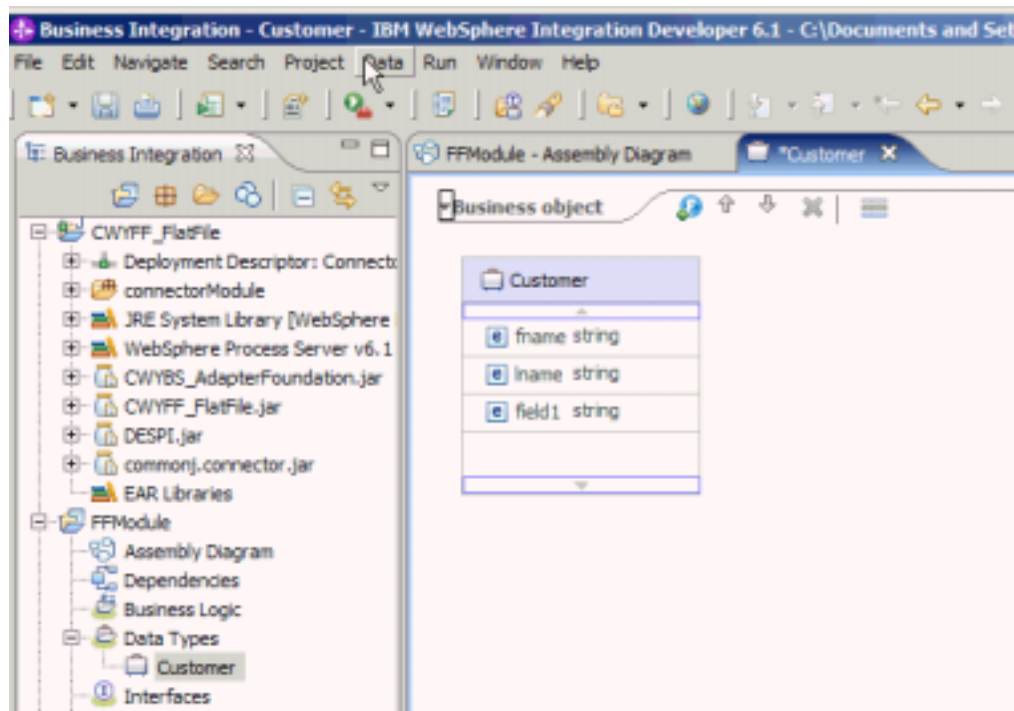 Business Integration - Customer - IBM WebSphere Integration Developer 6.1 - C:\Documents and Set
File Edit Navigate Search Project Data Run Window Help
Business Integration
FFModule - Assembly Diagram
*Customer
Business object
CWYFF_FlatFile
Deployment Descriptor: Connecto
connectorModule
JRE System Library [WebSphere
WebSphere Process Server v6.1
CWYBS_AdapterFoundation.jar
CWYFF_FlatFile.jar
DESPI.jar
commonj.connector.jar
EAR Libraries
FFModule
Assembly Diagram
Dependencies
Business Logic
Data Types
Customer
Interfaces
Customer
fname string
lname string
field1 string